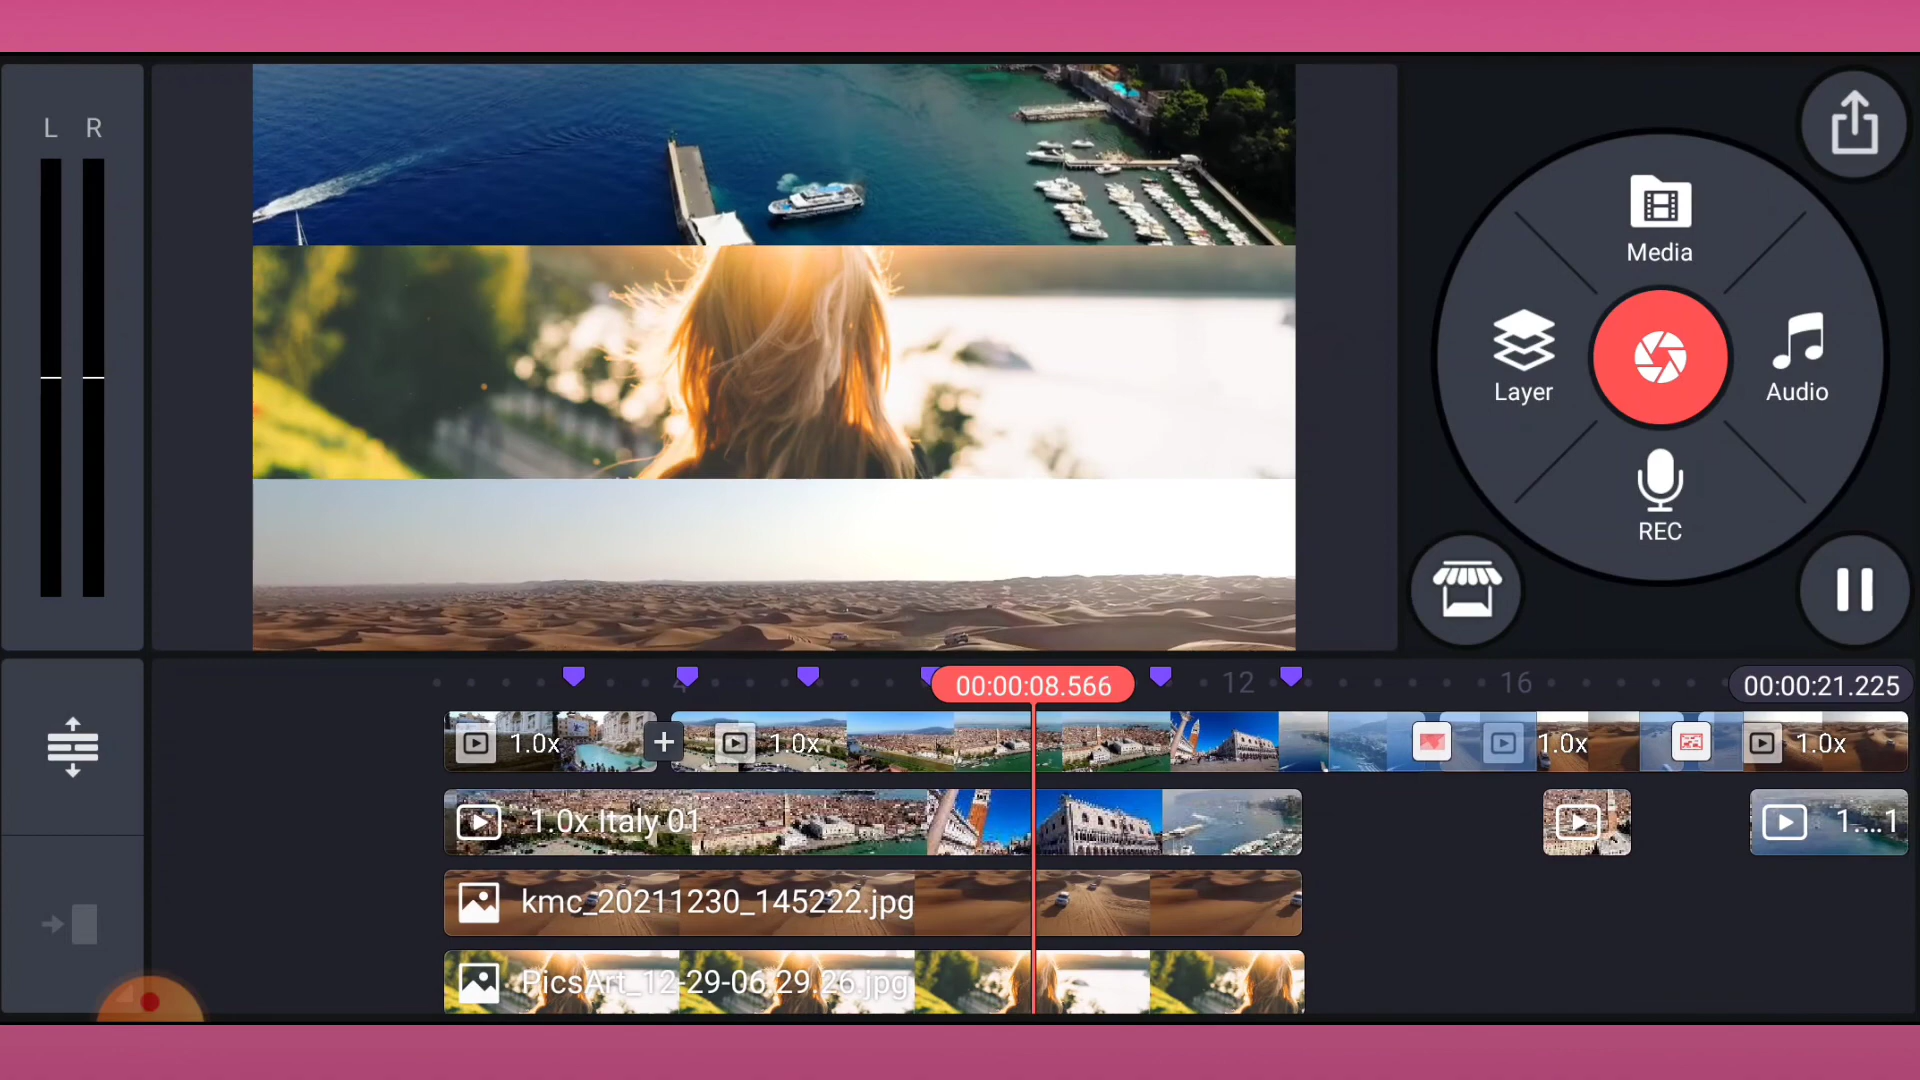 L R
Media
Layer
Audio
REC
4
00:00:08.566
12
16
00:00:21.225
1.0x
1.0x
1.0x
1.0x
1.0x Italy 01
1....1
kmc_20211230_145222.jpg
PicsArt_12-29-06.29.26.jpg